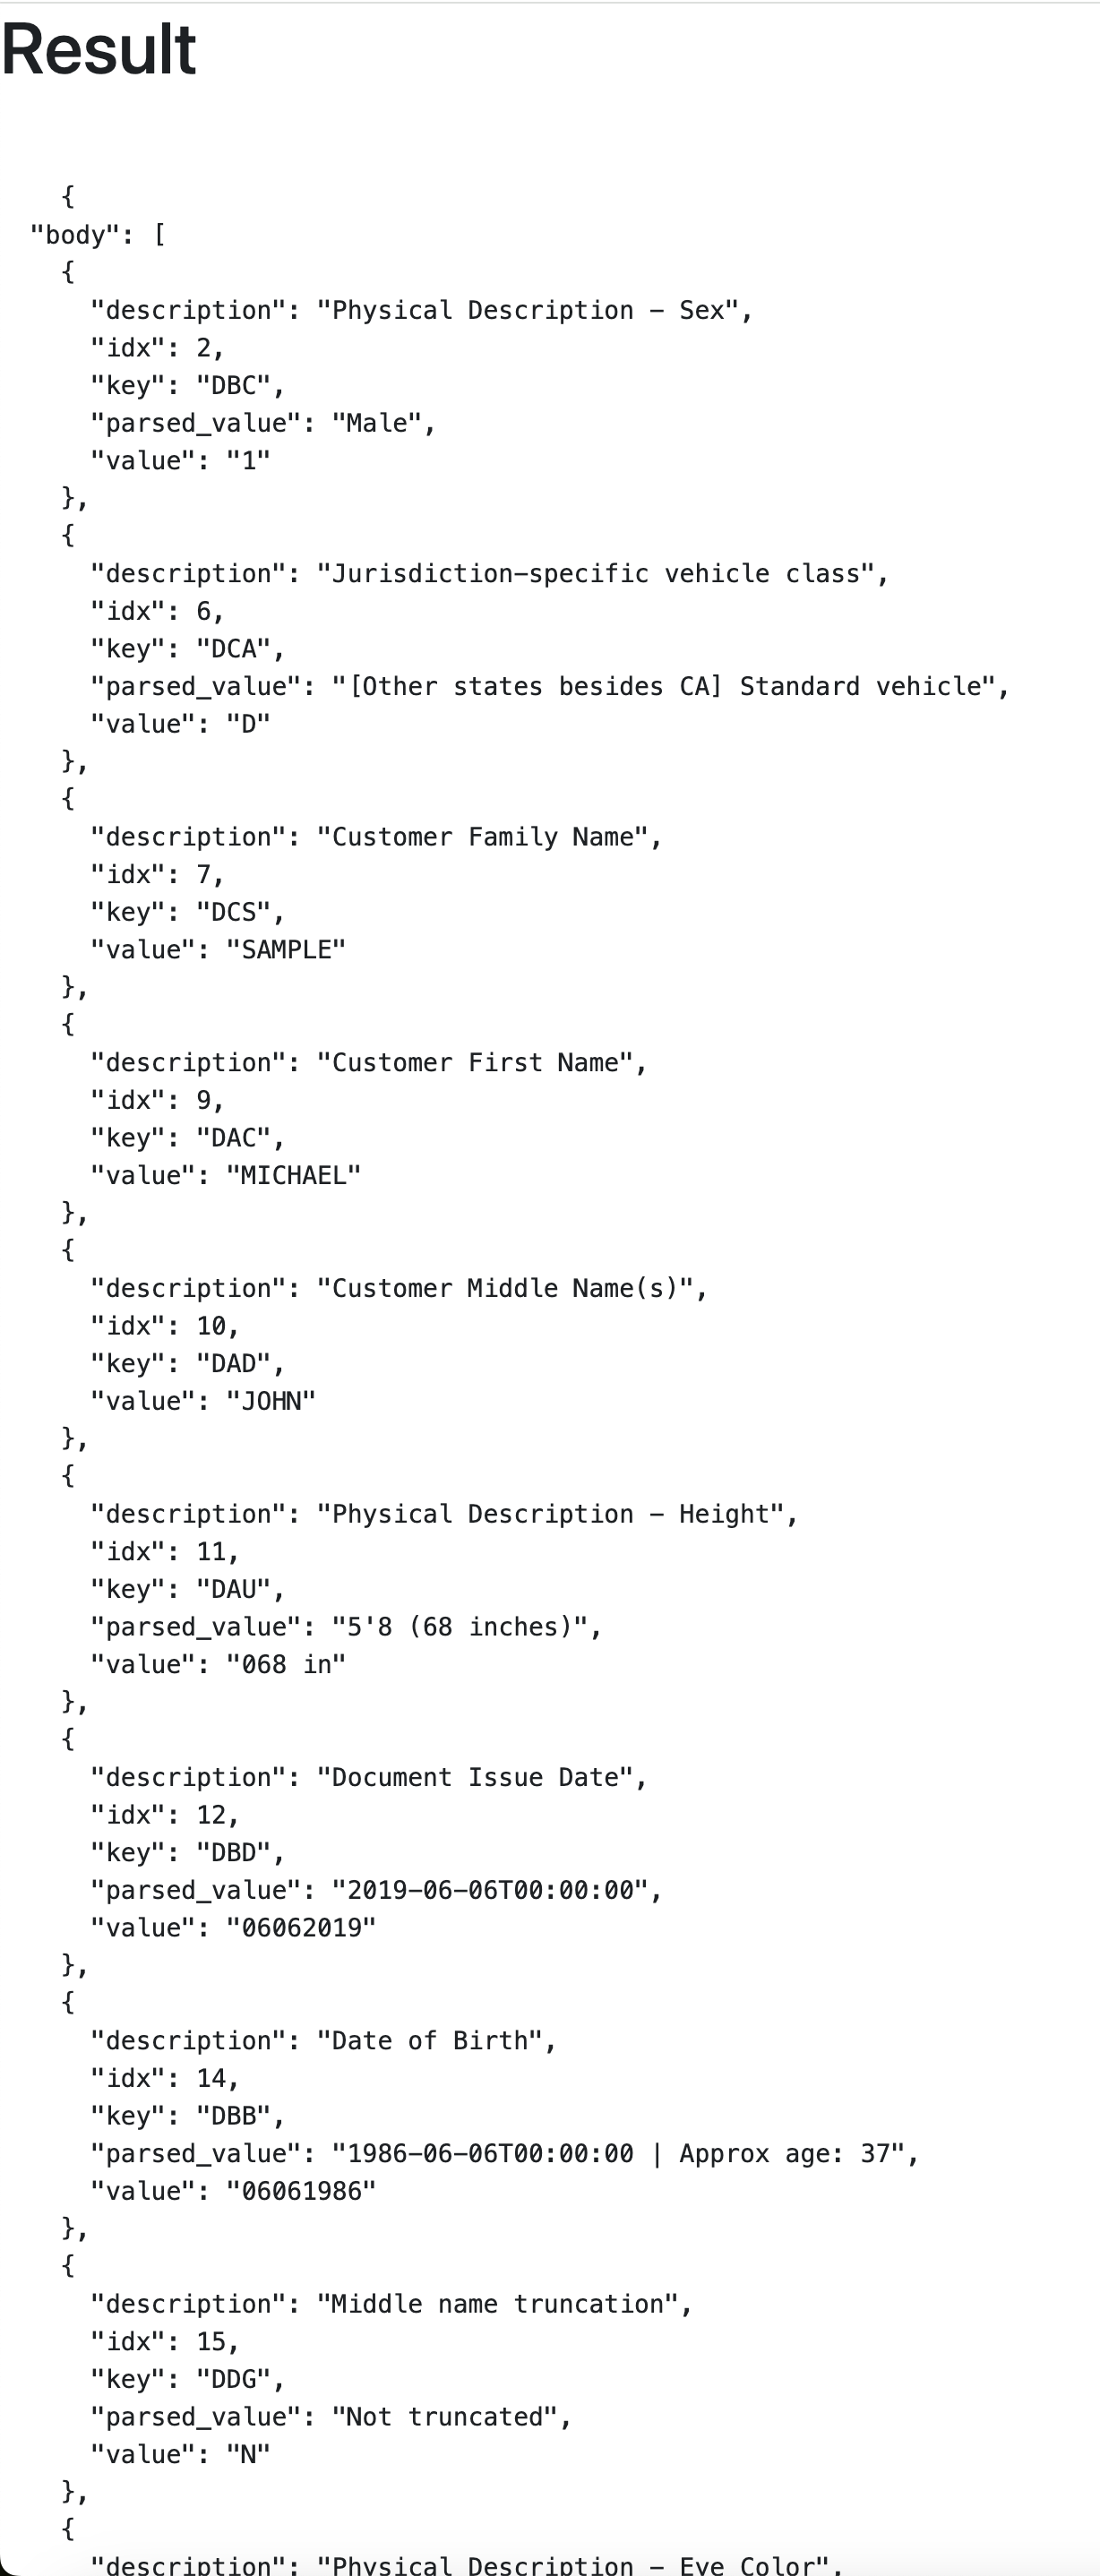 Result
{
"body": [
{
"description": "Physical Description – Sex",
"idx": 2,
"key": "DBC",
"parsed_value": "Male",
"value": "1"
},
{
"description": "Jurisdiction–specific vehicle class",
"idx": 6,
"key": "DCA",
"parsed_value": "[Other states besides CA] Standard vehicle",
"value": "D"
},
{
"description": "Customer Family Name",
"idx": 7,
"key": "DCS",
"value": "SAMPLE"
},
{
"description": "Customer First Name",
"idx": 9,
"key": "DAC",
"value": "MICHAEL"
},
{
"description": "Customer Middle Name(s)",
"idx": 10,
"key": "DAD",
"value": "JOHN"
},
{
"description": "Physical Description – Height",
"idx": 11,
"key": "DAU",
"parsed_value": "5'8 (68 inches)",
"value": "068 in"
},
{
"description": "Document Issue Date",
"idx": 12,
"key": "DBD",
"parsed_value": "2019–06–06T00:00:00",
"value": "06062019"
},
{
"description": "Date of Birth",
"idx": 14,
"key": "DBB",
"parsed_value": "1986–06–06T00:00:00 | Approx age: 37",
"value": "06061986"
},
{
"description": "Middle name truncation",
"idx": 15,
"key": "DDG",
"parsed_value": "Not truncated",
"value": "N"
},
{
"description": "Physical Description – Eye Color",